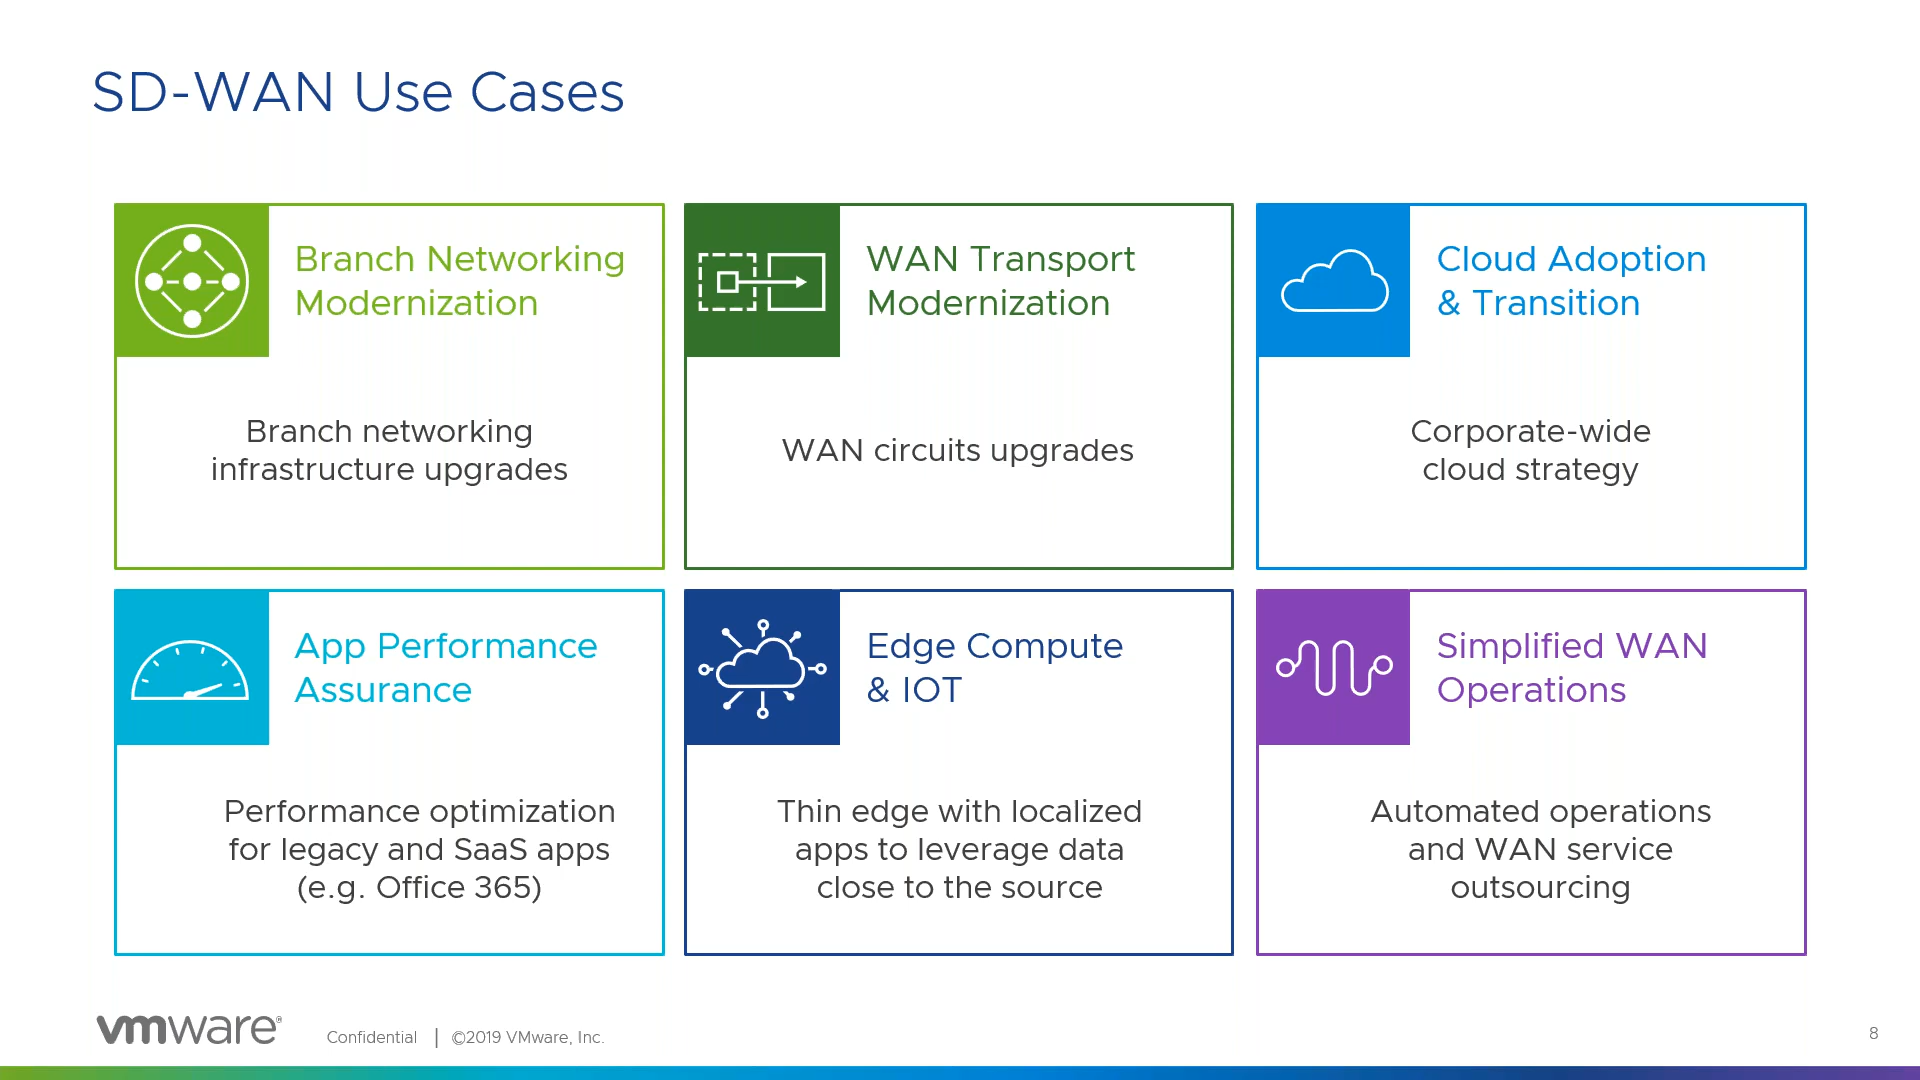 SD-WAN Use Cases
Branch Networking
Modernization
Branch networking
infrastructure upgrades
WAN Transport
Modernization
WAN circuits upgrades
Cloud Adoption
& Transition
Corporate-wide
cloud strategy
App Performance
Assurance
Performance optimization
for legacy and SaaS apps
(e.g. Office 365)
Edge Compute
& IOT
Thin edge with localized
apps to leverage data
close to the source
Simplified WAN
Operations
Automated operations
and WAN service
outsourcing
vmware®
Confidential | ©2019 VMware, Inc.
8